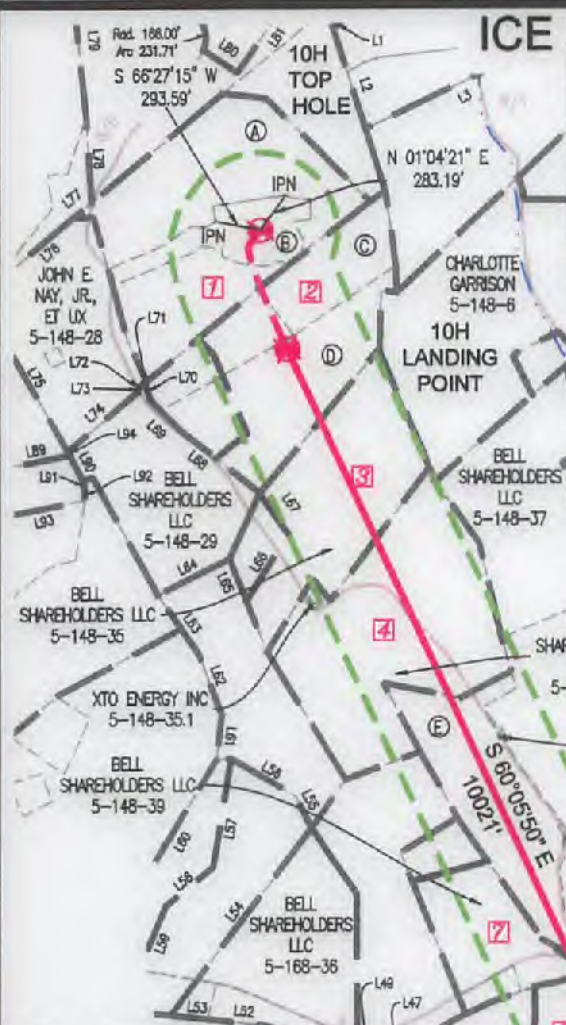 ICE
L79
Rad. 168.00'
Arc 231.71'
S 66°27'15" W
293.59'
L80
L81
10H
TOP
HOLE
L1
L2
L3
N 01°04'21" E
283.19'
A
IPN
IPN
B
C
L78
L77
L76
JOHN E.
NAY, JR.,
ET UX
5-148-28
1
2
CHARLOTTE
GARRISON
5-148-6
10H
LANDING
POINT
D
L71
L72
L73
L70
L75
L74
L69
L68
L94
L89
L90
L91
L92
L93
BELL
SHAREHOLDERS
LLC
5-148-29
L67
3
BELL
SHAREHOLDERS
LLC
5-148-37
L66
L64
L65
BELL
SHAREHOLDERS LLC
5-148-35
L63
4
L62
XTO ENERGY INC
5-148-35.1
SHAR
5-
E
L61
BELL
SHAREHOLDERS LLC
5-148-39
L56
L55
S 60°05'50" E
10021'
L60
L57
L58
L54
L59
BELL
SHAREHOLDERS
LLC
5-168-36
7
L49
L47
L53
L52